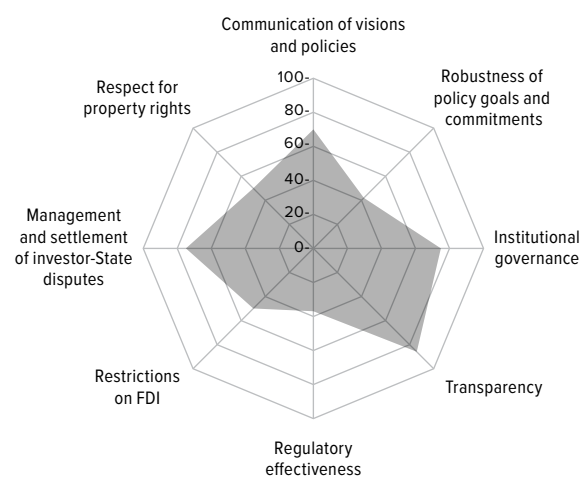 Communication of visions
and policies
Robustness of
policy goals and
commitments
Respect for
property rights
100-
80-
60-
40-
20-
0-
Management
and settlement
of investor-State
disputes
Institutional
governance
Restrictions
on FDI
Transparency
Regulatory
effectiveness